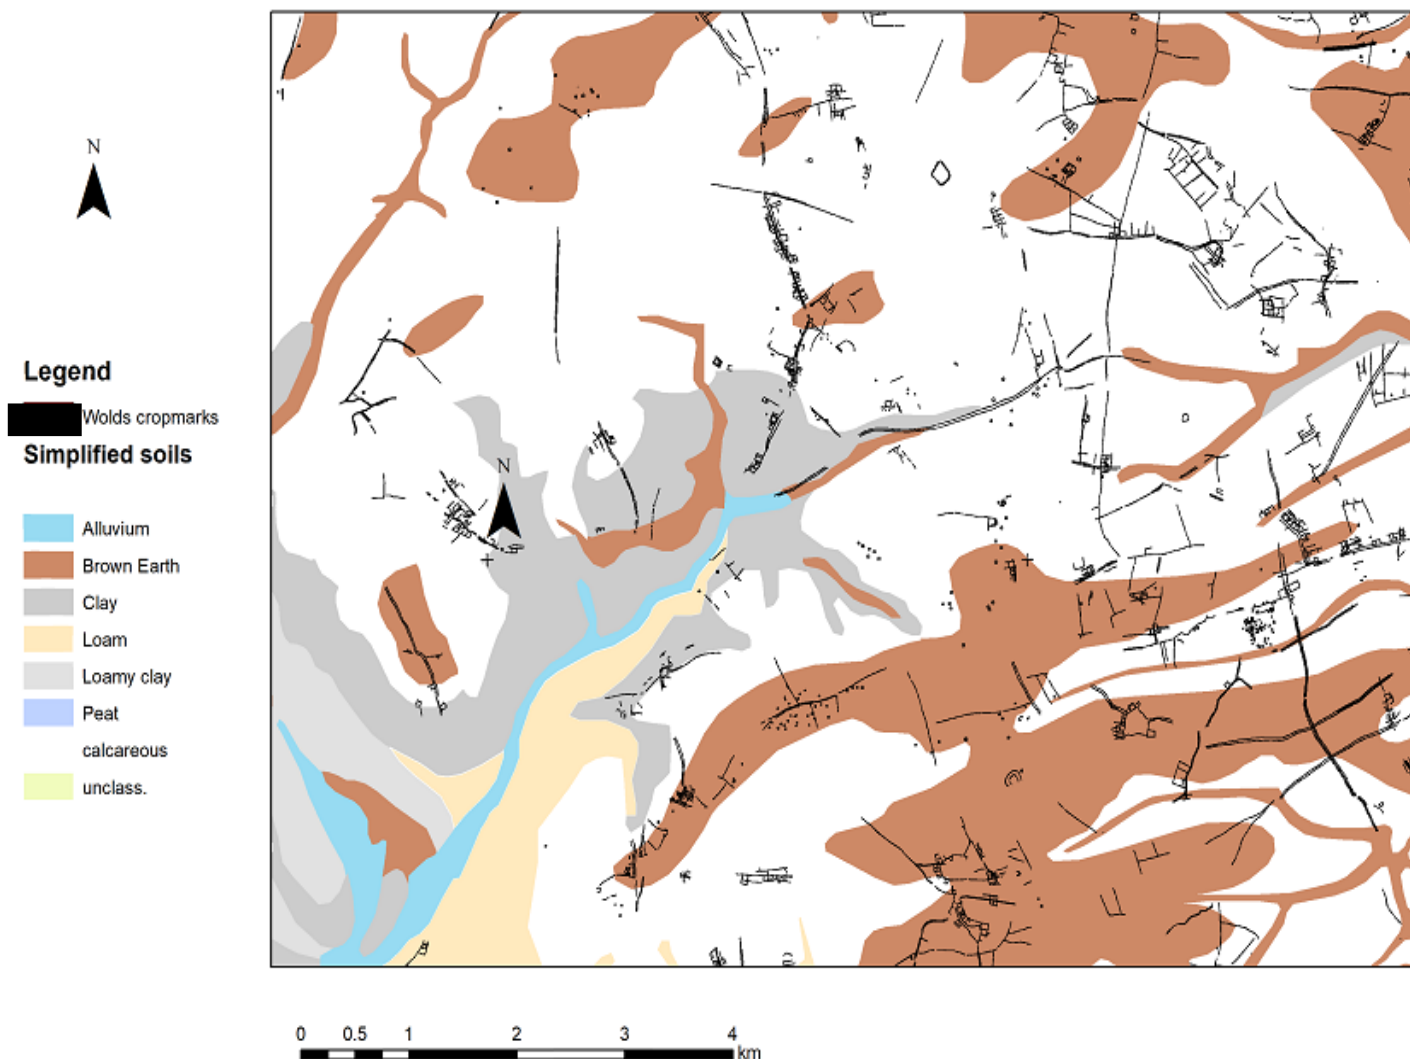 N
N
Legend
Wolds cropmarks
Simplified soils
Alluvium
Brown Earth
Clay
Loam
Loamy clay
Peat
calcareous
unclass.
0 0.5 1 2 3 4
km